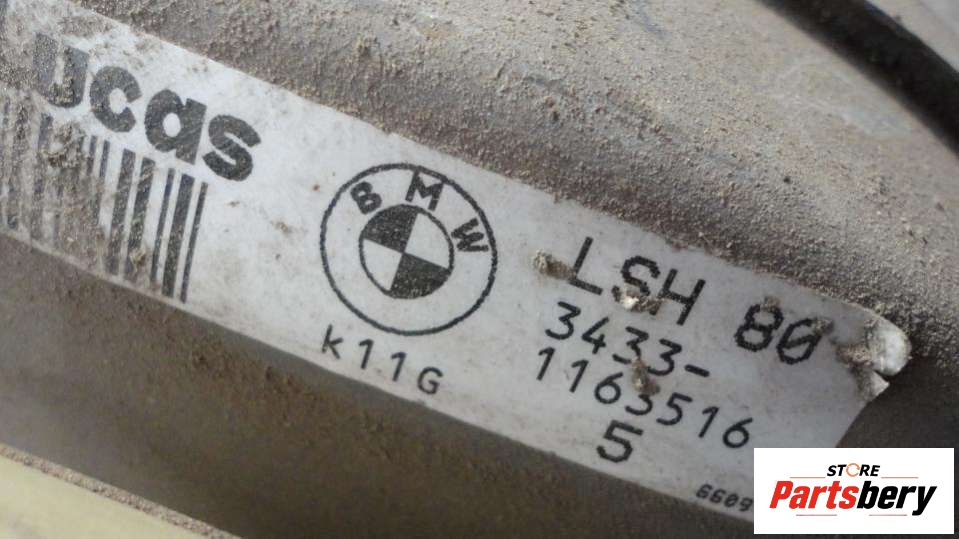 ucas
BMW
K11G
LSH 80
3433-
1163516
5
STORE
Partsbery